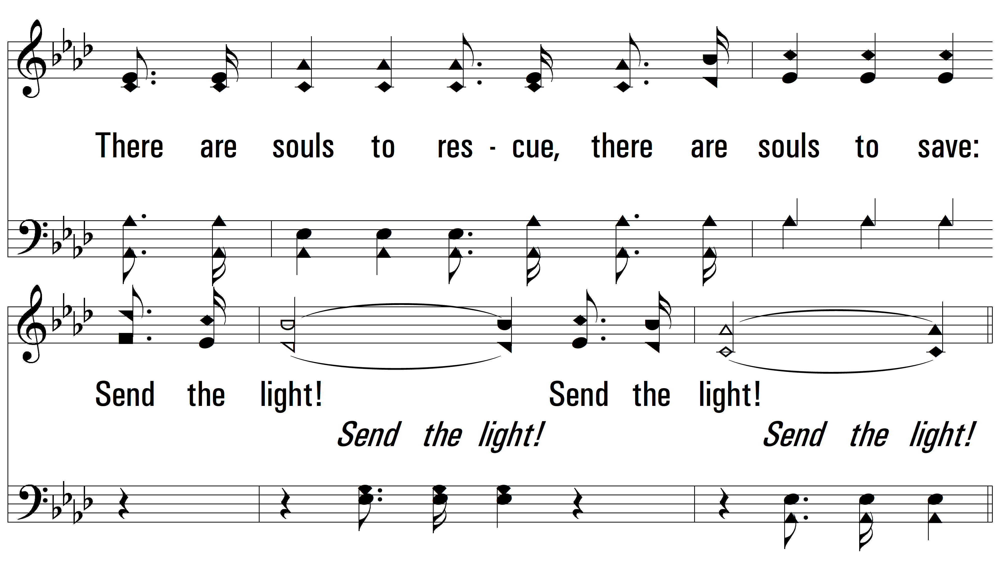 There are souls to res - cue, there are souls to save:
Send the light! Send the light!
Send the light! Send the light!